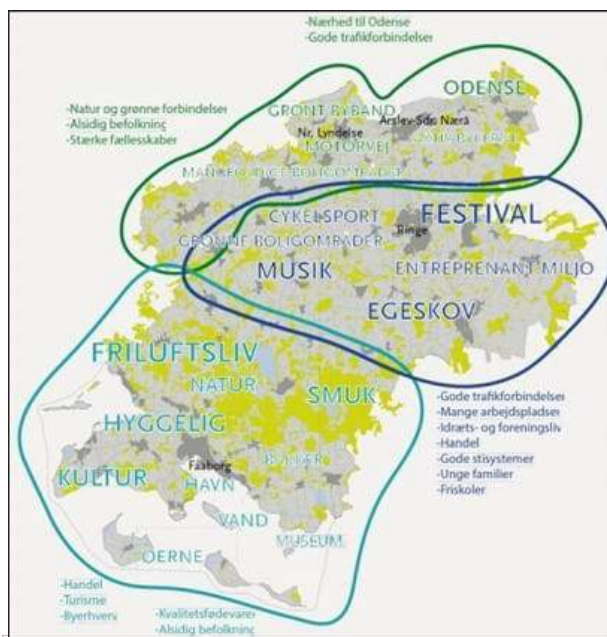 -Nærhed til Odense
-Gode trafikforbindelser
ODENSE
-Natur og grønne forbindelser
-Alsidig befolkning
-Stærke fællesskaber
GRØNT BYBÅND
Årslev-Sdr. Nærå
Nr. Lyndelse
MOTORVEJ
MANGFOLDIGE BOLIGOMRÅDER
CYKELSPORT
FESTIVAL
Ringe
GRØNNE BOLIGOMRÅDER
MUSIK
ENTREPRENANT MILJØ
EGESKOV
FRILUFTSLIV
NATUR
SMUK
-Gode trafikforbindelser
-Mange arbejdspladser
-Idræts- og foreningsliv
-Handel
-Gode stisystemer
-Unge familier
-Friskoler
HYGGELIG
BAKKER
Faaborg
KULTUR
HAVN
VAND
MUSEUM
ØERNE
-Handel
-Turisme
-Byerhverv
-Kvalitetsfødevarer
-Alsidig befolkning